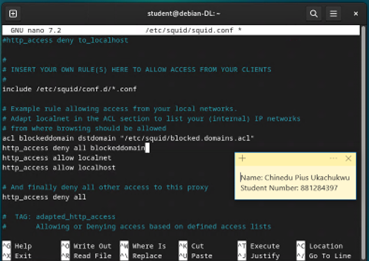 student@debian-DL: ~
GNU nano 7.2 /etc/squid/squid.conf *
#http_access deny to_localhost
#
# INSERT YOUR OWN RULE(S) HERE TO ALLOW ACCESS FROM YOUR CLIENTS
#
include /etc/squid/conf.d/*.conf
# Example rule allowing access from your local networks.
# Adapt localnet in the ACL section to list your (internal) IP networks
# from where browsing should be allowed
acl blockeddomain dstdomain "/etc/squid/blocked.domains.acl"
http_access deny all blockeddomain
http_access allow localnet
http_access allow localhost
Name: Chinedu Pius Ukachukwu
Student Number: 881284397
# And finally deny all other access to this proxy
http_access deny all
# TAG: adapted_http_access
# Allowing or Denying access based on defined access lists
^G Help ^O Write Out ^W Where Is ^K Cut ^T Execute ^C Location
^X Exit ^R Read File ^\ Replace ^U Paste ^J Justify ^/ Go To Line